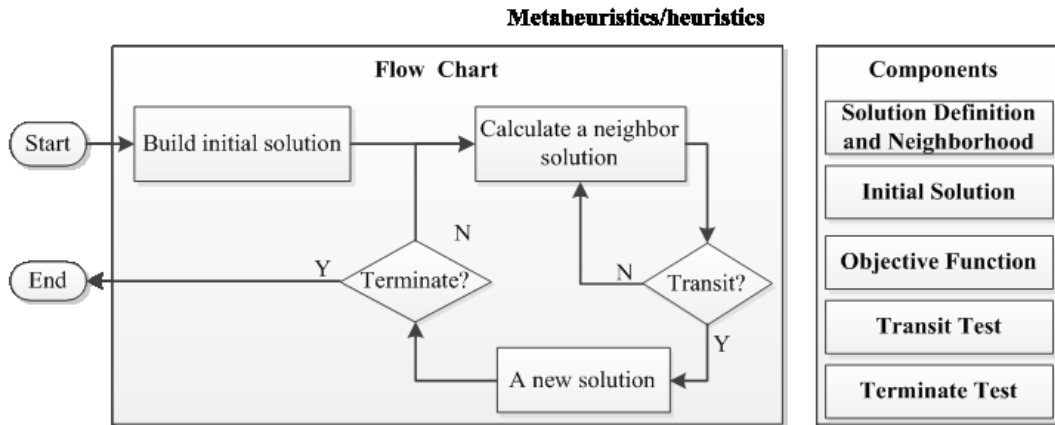 Metaheuristics/heuristics
Flow Chart
Start
Build initial solution
Calculate a neighbor
solution
N
Y
Terminate?
End
N
Transit?
Y
A new solution
Components
Solution Definition
and Neighborhood
Initial Solution
Objective Function
Transit Test
Terminate Test